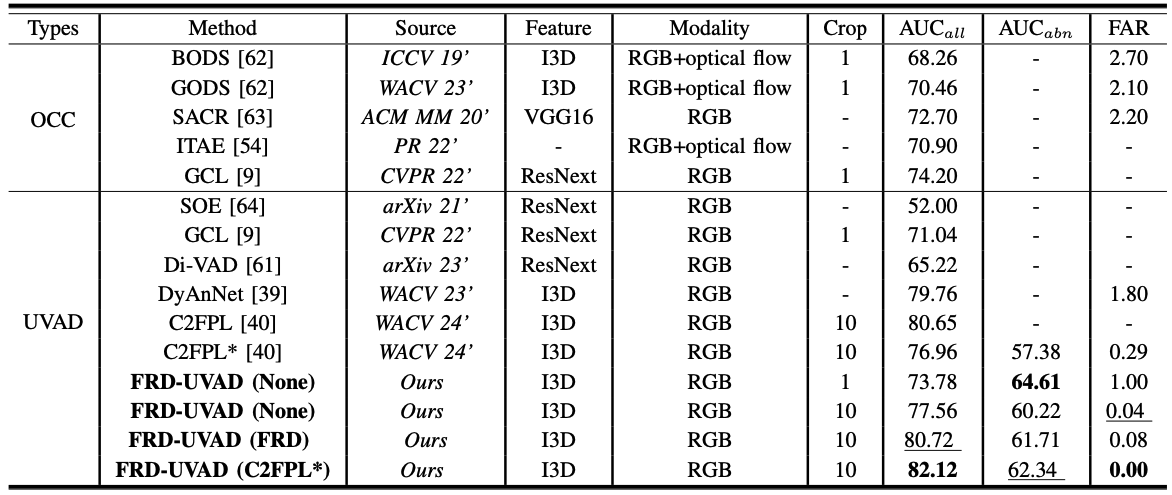 Types Method Source Feature Modality Crop AUC_all AUC_abn FAR
BODS [62] ICCV 19’ I3D RGB+optical flow 1 68.26 - 2.70
GODS [62] WACV 23’ I3D RGB+optical flow 1 70.46 - 2.10
OCC SACR [63] ACM MM 20’ VGG16 RGB - 72.70 - 2.20
ITAE [54] PR 22’ - RGB+optical flow - 70.90 - -
GCL [9] CVPR 22’ ResNext RGB 1 74.20 - -
SOE [64] arXiv 21’ ResNext RGB - 52.00 - -
GCL [9] CVPR 22’ ResNext RGB 1 71.04 - -
Di-VAD [61] arXiv 23’ ResNext RGB - 65.22 - -
DyAnNet [39] WACV 23’ I3D RGB - 79.76 - 1.80
UVAD C2FPL [40] WACV 24’ I3D RGB 10 80.65 - -
C2FPL* [40] WACV 24’ I3D RGB 10 76.96 57.38 0.29
FRD-UVAD (None) Ours I3D RGB 1 73.78 64.61 1.00
FRD-UVAD (None) Ours I3D RGB 10 77.56 60.22 0.04
FRD-UVAD (FRD) Ours I3D RGB 10 80.72 61.71 0.08
FRD-UVAD (C2FPL*) Ours I3D RGB 10 82.12 62.34 0.00